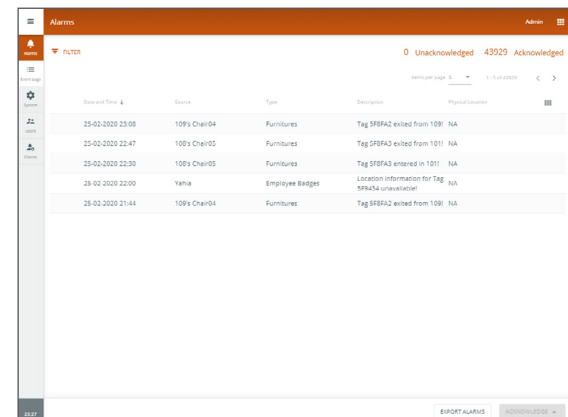 Alarms
Admin
Alarms
FILTER
0 Unacknowledged 43929 Acknowledged
Event Logs
Items per page 5
1 - 5 of 43929
System
Date and Time Source Type Description Physical Location
Users
25-02-2020 23:08 109's Chair04 Furnitures Tag 5F8FA2 exited from 109! NA
25-02-2020 22:47 100's Chair05 Furnitures Tag 5F8FA3 exited from 101! NA
Clients
25-02-2020 22:30 100's Chair05 Furnitures Tag 5F8FA3 entered in 101! NA
25-02-2020 22:00 Yahia Employee Badges Location information for Tag
5F9454 unavailable! NA
25-02-2020 21:44 109's Chair04 Furnitures Tag 5F8FA2 exited from 109! NA
23:27
EXPORT ALARMS
ACKNOWLEDGE